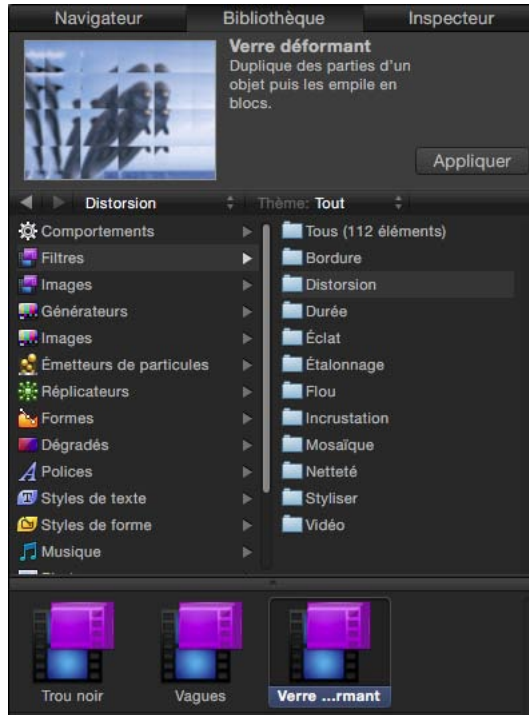 Navigateur
Bibliothèque
Inspecteur
Verre déformant
Duplique des parties d'un
objet puis les empile en
blocs.
Appliquer
Distorsion
Thème: Tout
Comportements
Filtres
Images
Générateurs
Images
Émetteurs de particules
Réplicateurs
Formes
Dégradés
Polices
Styles de texte
Styles de forme
Musique
Tous (112 éléments)
Bordure
Distorsion
Durée
Éclat
Étalonnage
Flou
Incrustation
Mosaïque
Netteté
Styliser
Vidéo
Trou noir
Vagues
Verre ...rmant